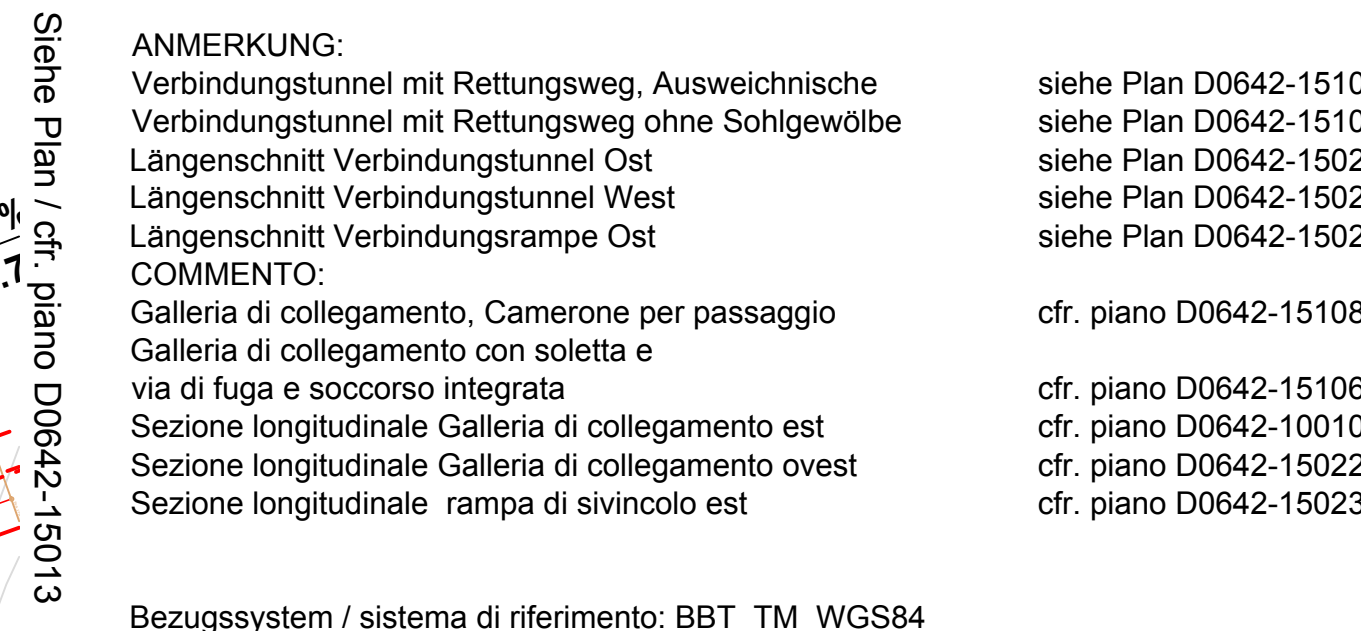 Siehe Plan / cfr. piano D0642-15013
ANMERKUNG:
Verbindungstunnel mit Rettungsweg, Ausweichnische siehe Plan D0642-1510
Verbindungstunnel mit Rettungsweg ohne Sohlgewölbe siehe Plan D0642-1510
Längenschnitt Verbindungstunnel Ost siehe Plan D0642-1502
Längenschnitt Verbindungstunnel West siehe Plan D0642-1502
Längenschnitt Verbindungsrampe Ost siehe Plan D0642-1502
COMMENTO:
Galleria di collegamento, Camerone per passaggio cfr. piano D0642-15108
Galleria di collegamento con soletta e
via di fuga e soccorso integrata cfr. piano D0642-15106
Sezione longitudinale Galleria di collegamento est cfr. piano D0642-10010
Sezione longitudinale Galleria di collegamento ovest cfr. piano D0642-15022
Sezione longitudinale rampa di sivincolo est cfr. piano D0642-15023
Bezugssystem / sistema di riferimento: BBT_TM_WGS84